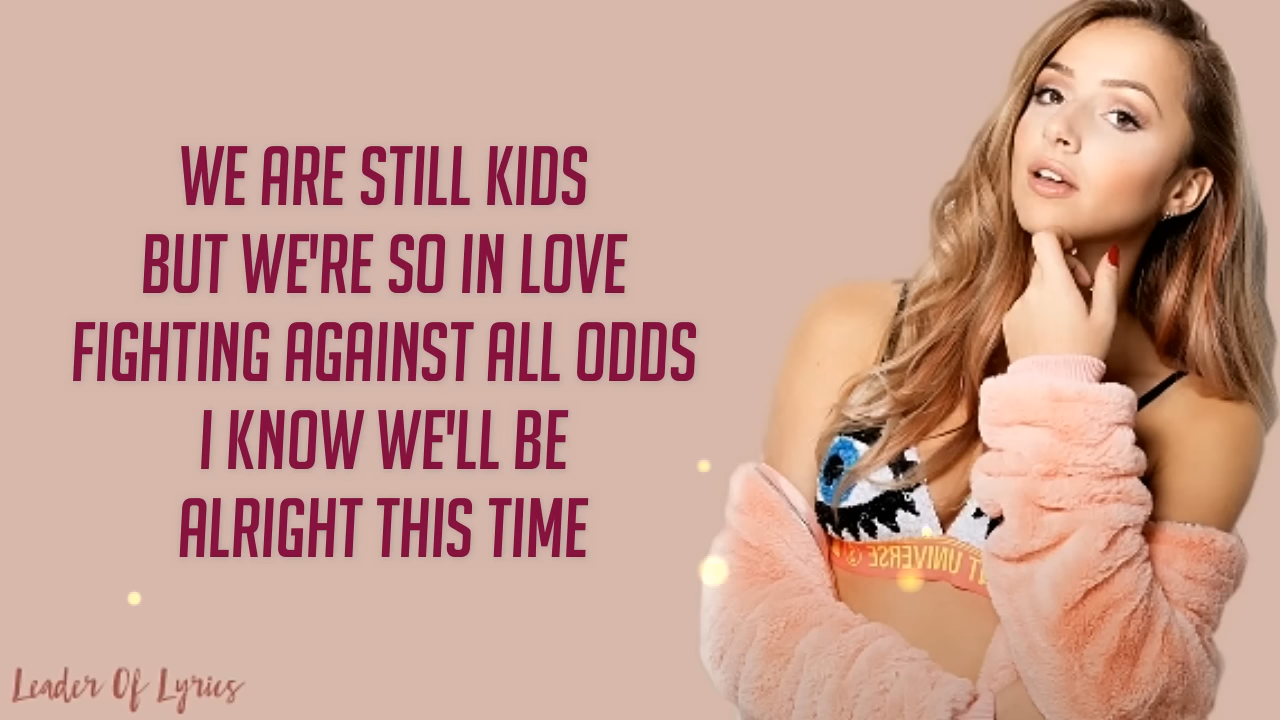 WE ARE STILL KIDS
BUT WE'RE SO IN LOVE
FIGHTING AGAINST ALL ODDS
I KNOW WE'LL BE
ALRIGHT THIS TIME
UNIVERSE
Leader Of Lyrics